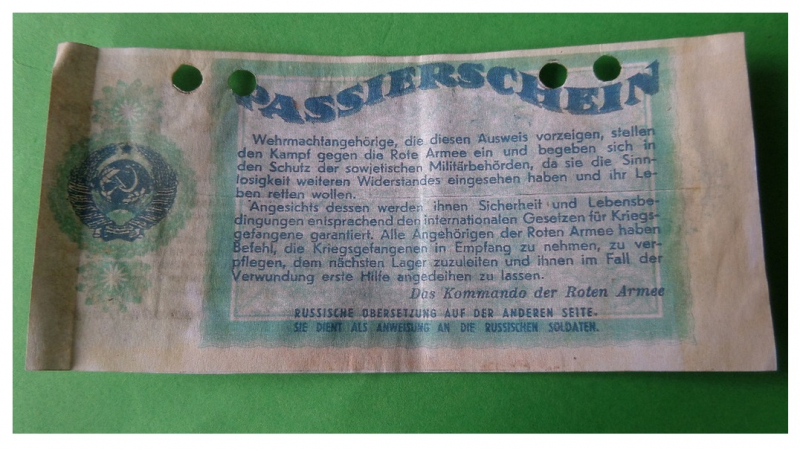 PASSIERSCHEIN
Wehrmachtangehörige, die diesen Ausweis vorzeigen, stellen
den Kampf gegen die Rote Armee ein und begeben sich in
den Schutz der sowjetischen Militärbehörden, da sie die Sinn-
losigkeit weiteren Widerstandes eingesehen haben und ihr Le-
ben retten wollen.
Angesichts dessen werden ihnen Sicherheit und Lebensbe-
dingungen entsprechend den internationalen Gesetzen für Kriegs-
gefangene garantiert. Alle Angehörigen der Roten Armee haben
Befehl, die Kriegsgefangenen in Empfang zu nehmen, zu ver-
pflegen, dem nächsten Lager zuzuleiten und ihnen im Fall der
Verwundung erste Hilfe angedeihen zu lassen.
Das Kommando der Roten Armee
RUSSISCHE ÜBERSETZUNG AUF DER ANDEREN SEITE.
SIE DIENT ALS ANWEISUNG AN DIE RUSSISCHEN SOLDATEN.